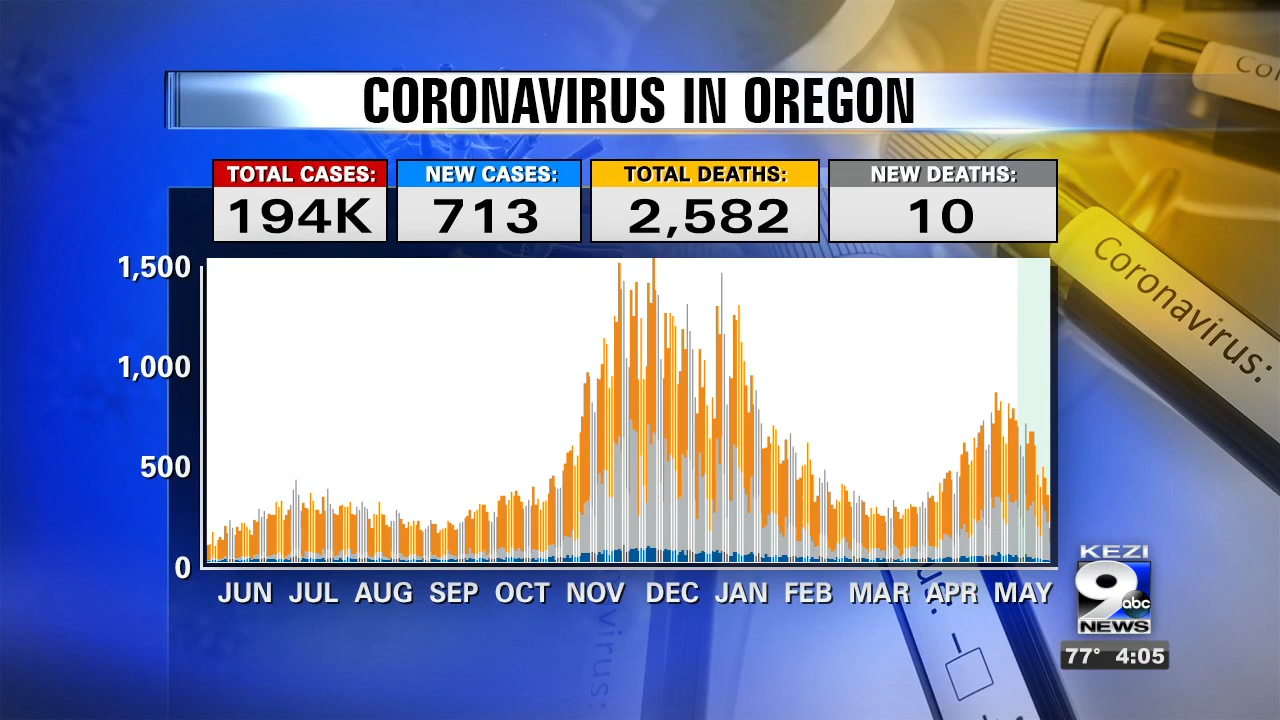 CORONAVIRUS IN OREGON
TOTAL CASES: NEW CASES: TOTAL DEATHS: NEW DEATHS:
194K 713 2,582 10
Coronavirus:
1,500
1,000
500
0
JUN JUL AUG SEP OCT NOV DEC JAN FEB MAR APR MAY
virus:
us:
KEZI
9
abc
NEWS
77° 4:05